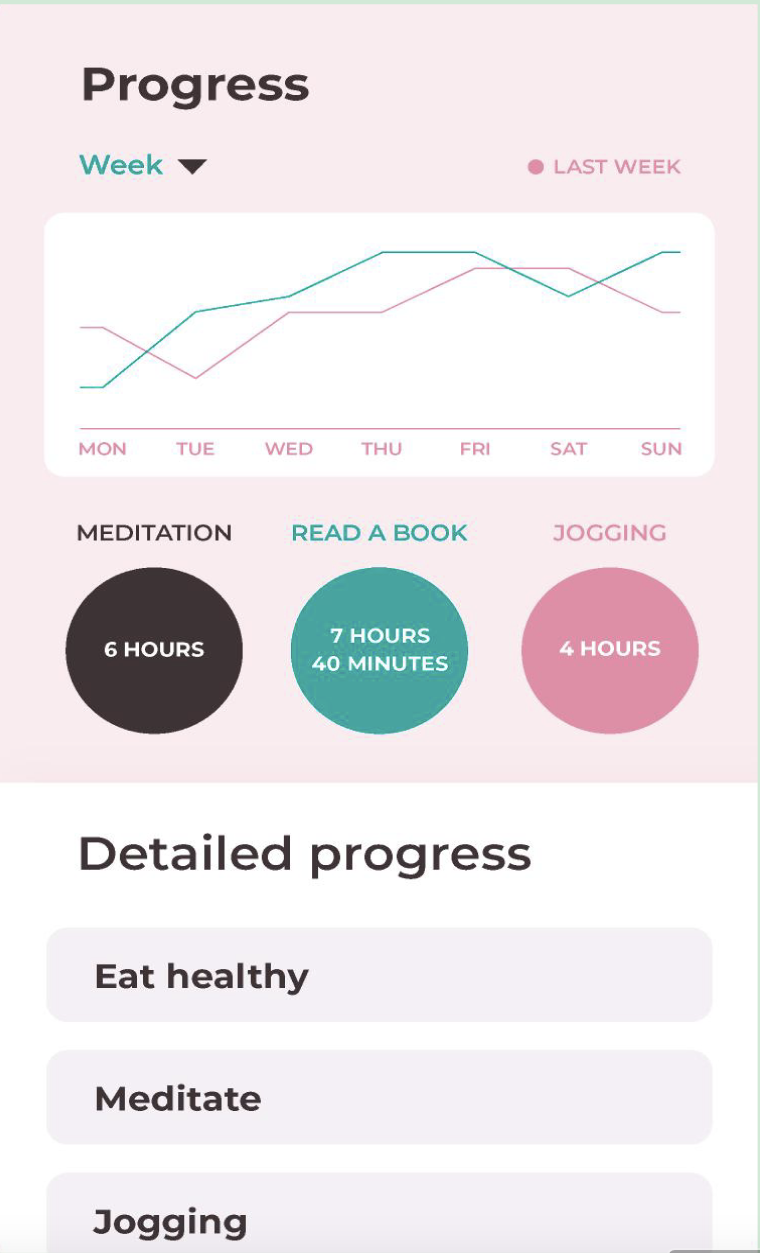 Progress
Week
LAST WEEK
MON TUE WED THU FRI SAT SUN
MEDITATION READ A BOOK JOGGING
6 HOURS
7 HOURS
40 MINUTES
4 HOURS
Detailed progress
Eat healthy
Meditate
Jogging